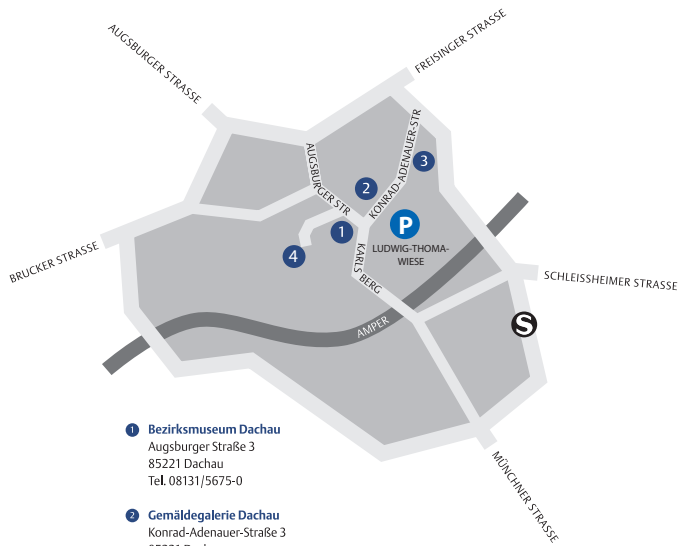 AUGSBURGER STRASSE
FREISINGER STRASSE
AUGSBURGER STR
KONRAD-ADENAUER-STR
3
2
1
P
4
LUDWIG-THOMA-
WIESE
KARLS BERG
BRUCKER STRASSE
SCHLEISSHEIMER STRASSE
AMPER
S
MÜNCHNER STRASSE
1 Bezirksmuseum Dachau
Augsburger Straße 3
85221 Dachau
Tel. 08131/5675-0
2 Gemäldegalerie Dachau
Konrad-Adenauer-Straße 3
85221 Dachau